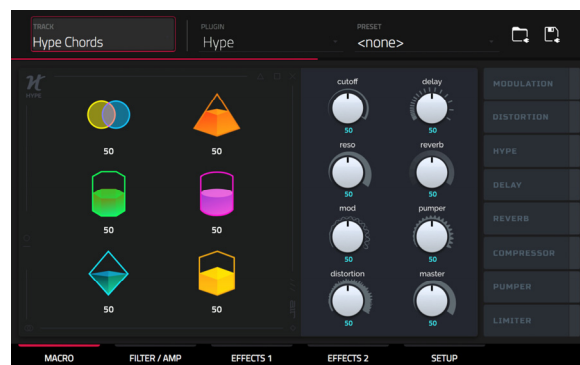 TRACK
PLUGIN
PRESET
Hype Chords
Hype
<none>
HYPE
cutoff
delay
MODULATION
50
50
DISTORTION
50
50
reso
reverb
HYPE
50
50
DELAY
50
50
mod
pumper
REVERB
50
50
COMPRESSOR
distortion
master
PUMPER
50
50
50
50
LIMITER
MACRO
FILTER / AMP
EFFECTS 1
EFFECTS 2
SETUP